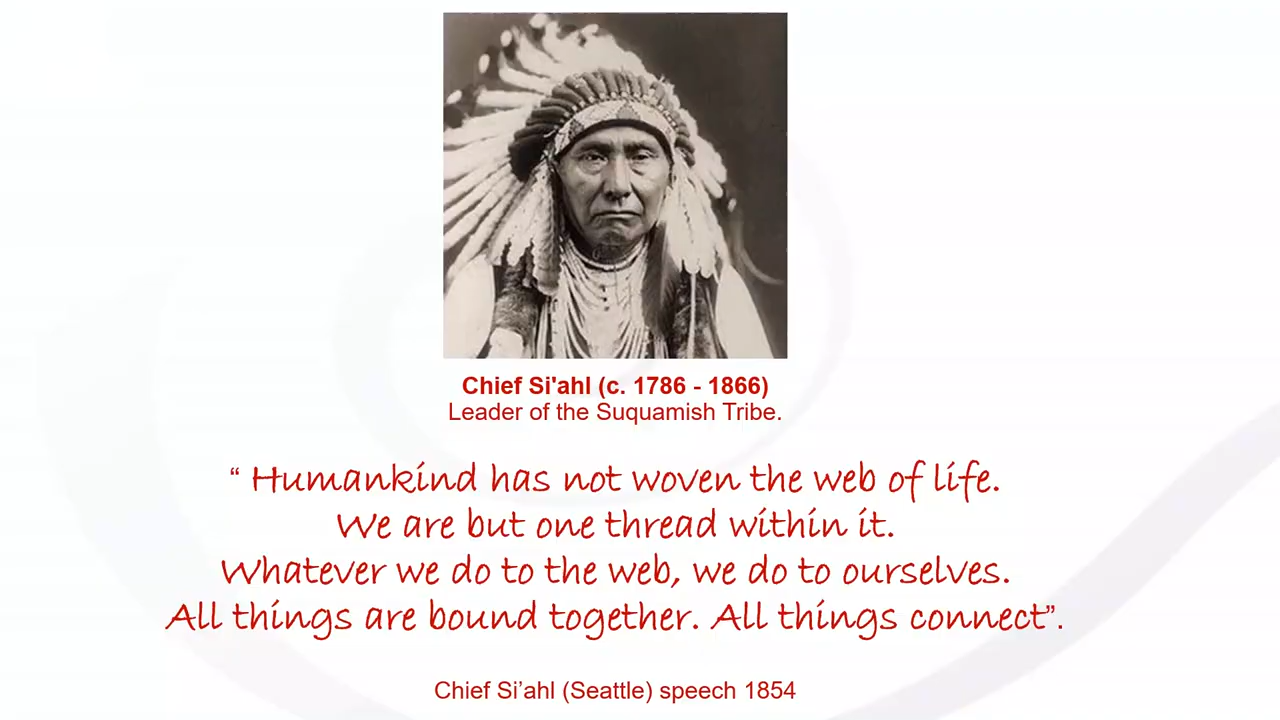 Chief Si'ahl (c. 1786 - 1866)
Leader of the Suquamish Tribe.
“ Humankind has not woven the web of life.
We are but one thread within it.
Whatever we do to the web, we do to ourselves.
All things are bound together. All things connect”.
Chief Si’ahl (Seattle) speech 1854